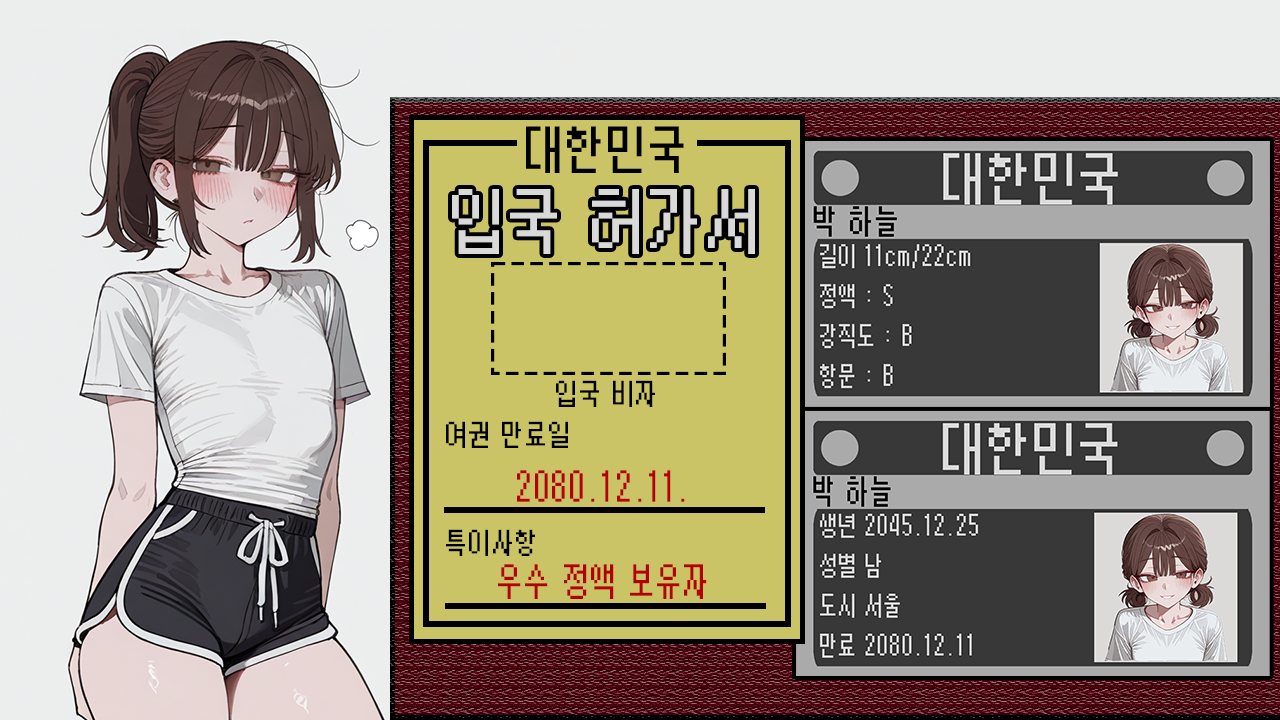 대한민국
입국 허가서
입국 비자
여권 만료일
2080.12.11.
특이사항
우수 정액 보유자
대한민국
박 하늘
길이 11cm/22cm
정액 : S
강직도 : B
항문 : B
대한민국
박 하늘
생년 2045.12.25
성별 남
도시 서울
만료 2080.12.11